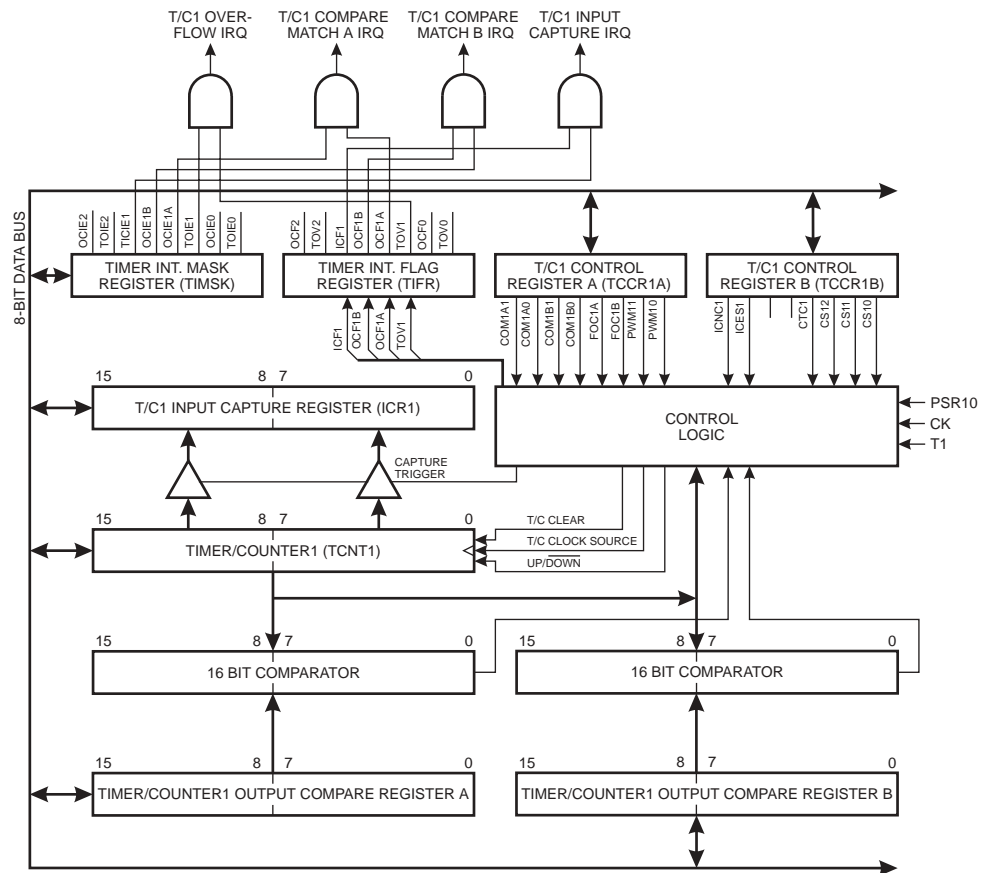 T/C1 OVER-
FLOW IRQ
T/C1 COMPARE
MATCH A IRQ
T/C1 COMPARE
MATCH B IRQ
T/C1 INPUT
CAPTURE IRQ
8-BIT DATA BUS
OCIE2
TOIE2
TICIE1
OCIE1B
OCIE1A
TOIE1
OCIE0
TOIE0
OCF2
TOV2
ICF1
OCF1B
OCF1A
TOV1
OCF0
TOV0
TIMER INT. MASK
REGISTER (TIMSK)
TIMER INT. FLAG
REGISTER (TIFR)
T/C1 CONTROL
REGISTER A (TCCR1A)
T/C1 CONTROL
REGISTER B (TCCR1B)
ICF1
OCF1B
OCF1A
TOV1
COM1A1
COM1A0
COM1B1
COM1B0
FOC1A
FOC1B
PWM11
PWM10
ICNC1
ICES1
CTC1
CS12
CS11
CS10
15 8 7 0
T/C1 INPUT CAPTURE REGISTER (ICR1)
CONTROL
LOGIC
PSR10
CK
T1
CAPTURE
TRIGGER
15 8 7 0
TIMER/COUNTER1 (TCNT1)
T/C CLEAR
T/C CLOCK SOURCE
UP/DOWN
15 8 7 0
16 BIT COMPARATOR
15 8 7 0
16 BIT COMPARATOR
15 8 7 0
TIMER/COUNTER1 OUTPUT COMPARE REGISTER A
15 8 7 0
TIMER/COUNTER1 OUTPUT COMPARE REGISTER B